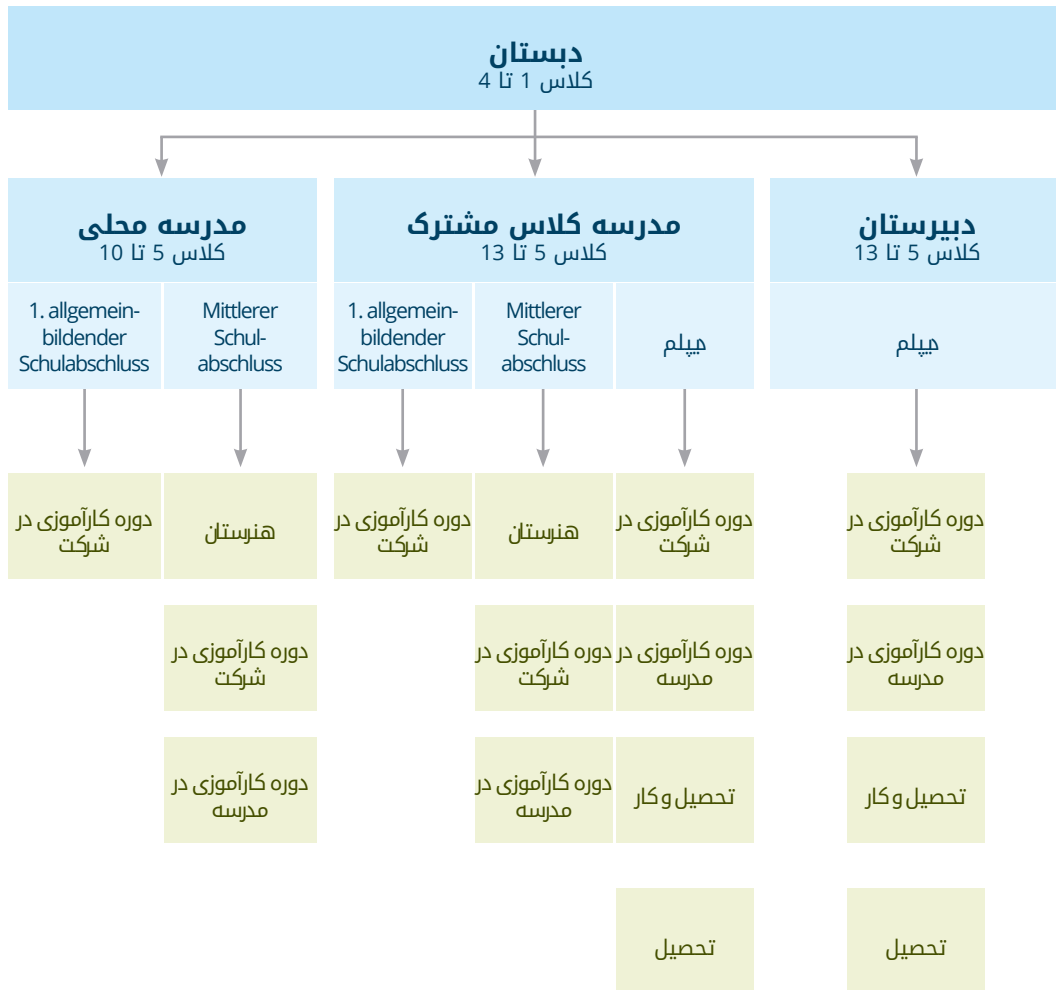 دبستان
کلاس 1 تا 4
مدرسه محلی
کلاس 5 تا 10
مدرسه کلاس مشترک
کلاس 5 تا 13
دبیرستان
کلاس 5 تا 13
1. allgemein-
bildender
Schulabschluss
Mittlerer
Schul-
abschluss
1. allgemein-
bildender
Schulabschluss
Mittlerer
Schul-
abschluss
دیپلم
دیپلم
دوره کارآموزی در
شرکت
هنرستان
دوره کارآموزی در
شرکت
هنرستان
دوره کارآموزی در
شرکت
دوره کارآموزی در
شرکت
دوره کارآموزی در
شرکت
دوره کارآموزی در
شرکت
دوره کارآموزی در
مدرسه
دوره کارآموزی در
مدرسه
دوره کارآموزی در
مدرسه
دوره کارآموزی در
مدرسه
تحصیل و کار
تحصیل و کار
تحصیل
تحصیل